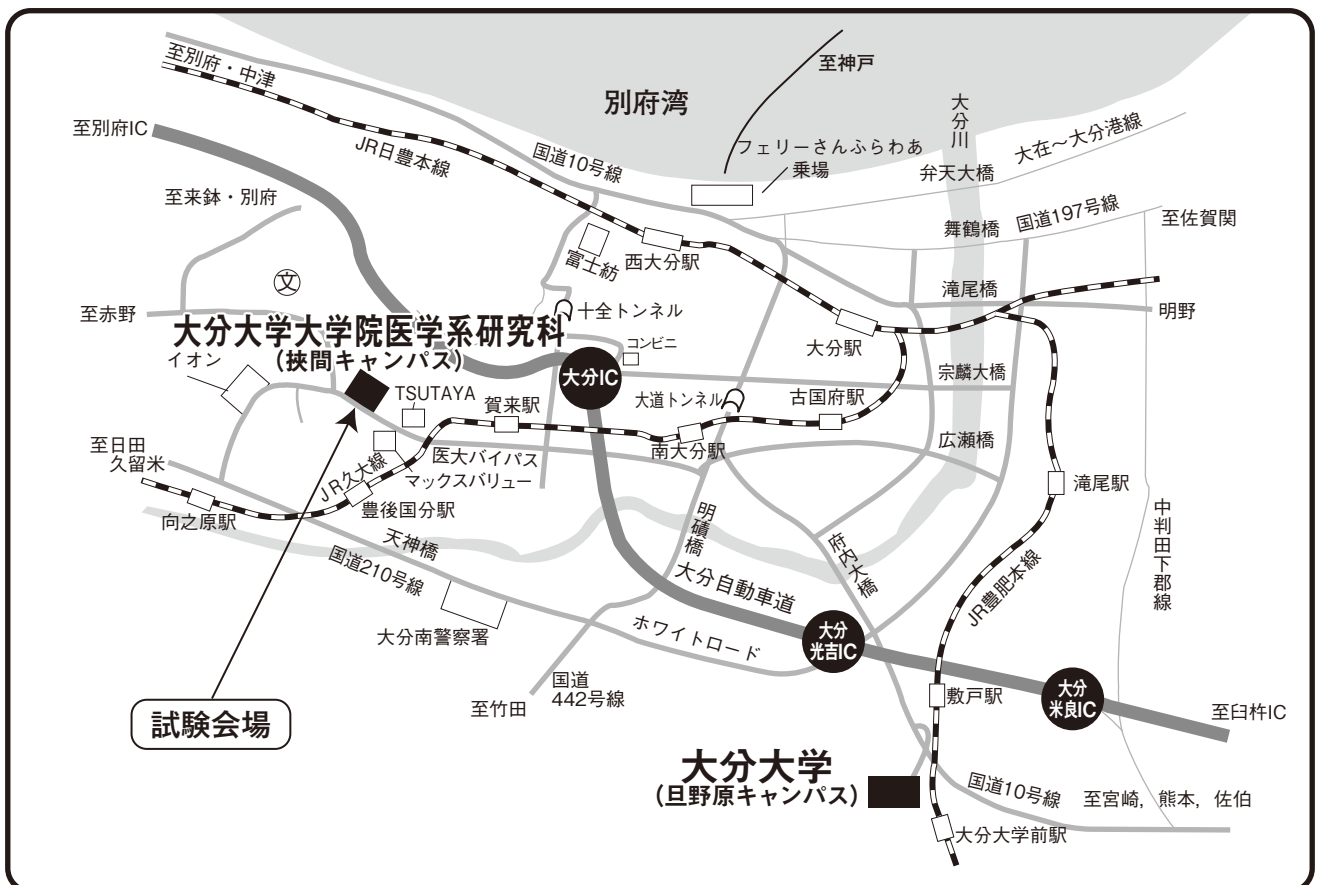 至別府・中津
至神戸
別府湾
大分川
至別府IC
JR日豊本線
国道10号線
フェリーさんふらわあ
乗場
大在～大分港線
弁天大橋
至来鉢・別府
舞鶴橋
国道197号線
至佐賀関
富士紡
西大分駅
文
滝尾橋
至赤野
十全トンネル
明野
大分大学大学院医学系研究科
(挾間キャンパス)
イオン
コンビニ
大分駅
大分IC
宗麟大橋
TSUTAYA
賀来駅
大道トンネル
古国府駅
至日田
久留米
医大バイパス
南大分駅
広瀬橋
JR久大線
マックスバリュー
滝尾駅
向之原駅
豊後国分駅
明磧橋
府内大橋
中判田下郡線
天神橋
国道210号線
大分自動車道
JR豊肥本線
大分南警察署
ホワイトロード
大分
光吉IC
国道
442号線
至竹田
敷戸駅
大分
米良IC
至臼杵IC
試験会場
大分大学
(旦野原キャンパス)
国道10号線
至宮崎，熊本，佐伯
大分大学前駅